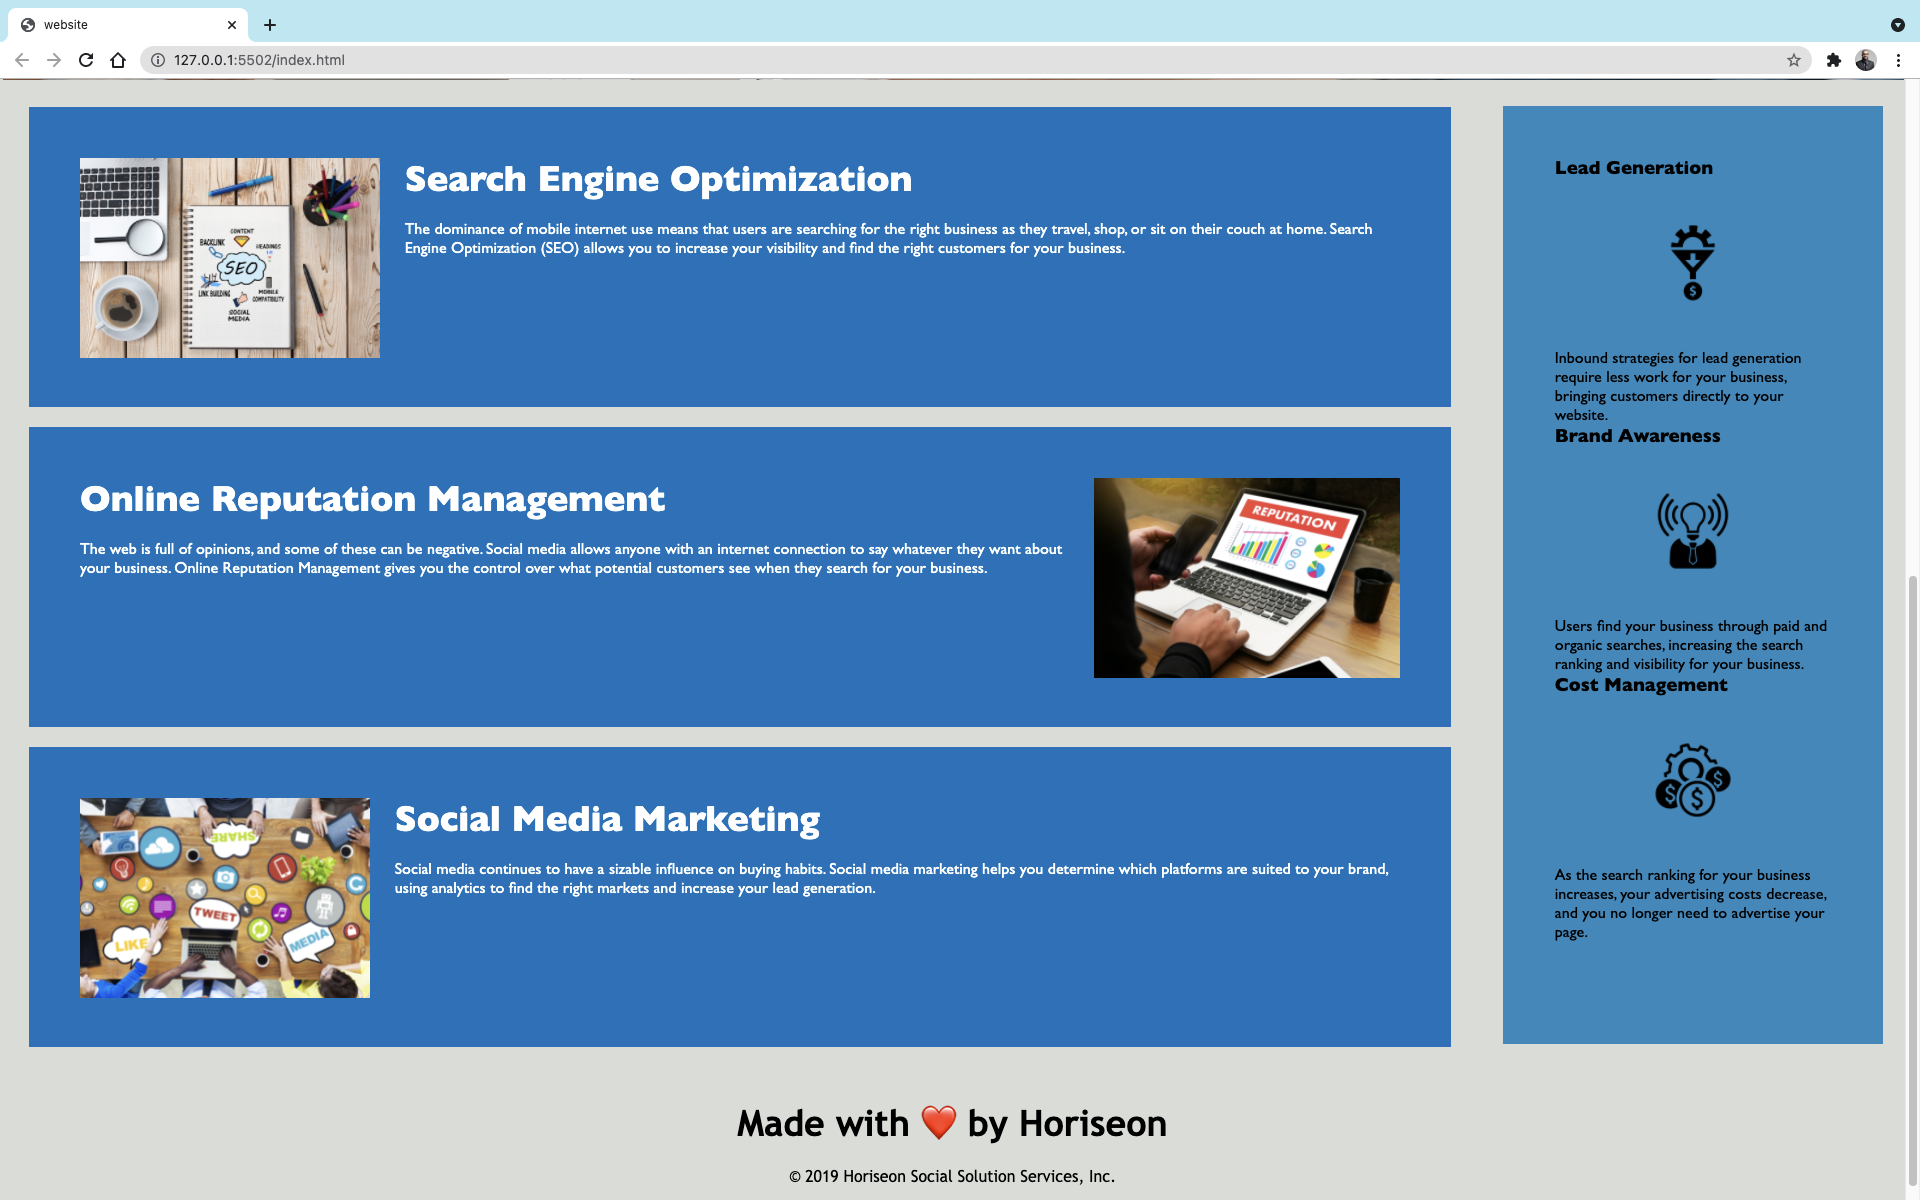 website
127.0.0.1:5502/index.html
Search Engine Optimization
The dominance of mobile internet use means that users are searching for the right business as they travel, shop, or sit on their couch at home. Search
Engine Optimization (SEO) allows you to increase your visibility and find the right customers for your business.
CONTENT
BACKLINK
HEADINGS
SEO
LINK BUILDING
MOBILE
COMPATIBILITY
SOCIAL
MEDIA
Online Reputation Management
The web is full of opinions, and some of these can be negative. Social media allows anyone with an internet connection to say whatever they want about
your business. Online Reputation Management gives you the control over what potential customers see when they search for your business.
REPUTATION
Social Media Marketing
Social media continues to have a sizable influence on buying habits. Social media marketing helps you determine which platforms are suited to your brand,
using analytics to find the right markets and increase your lead generation.
SHARE
TWEET
LIKE
MEDIA
Lead Generation
$
Inbound strategies for lead generation
require less work for your business,
bringing customers directly to your
website.
Brand Awareness
Users find your business through paid and
organic searches, increasing the search
ranking and visibility for your business.
Cost Management
$
$
$
As the search ranking for your business
increases, your advertising costs decrease,
and you no longer need to advertise your
page.
Made with ❤️ by Horiseon
© 2019 Horiseon Social Solution Services, Inc.